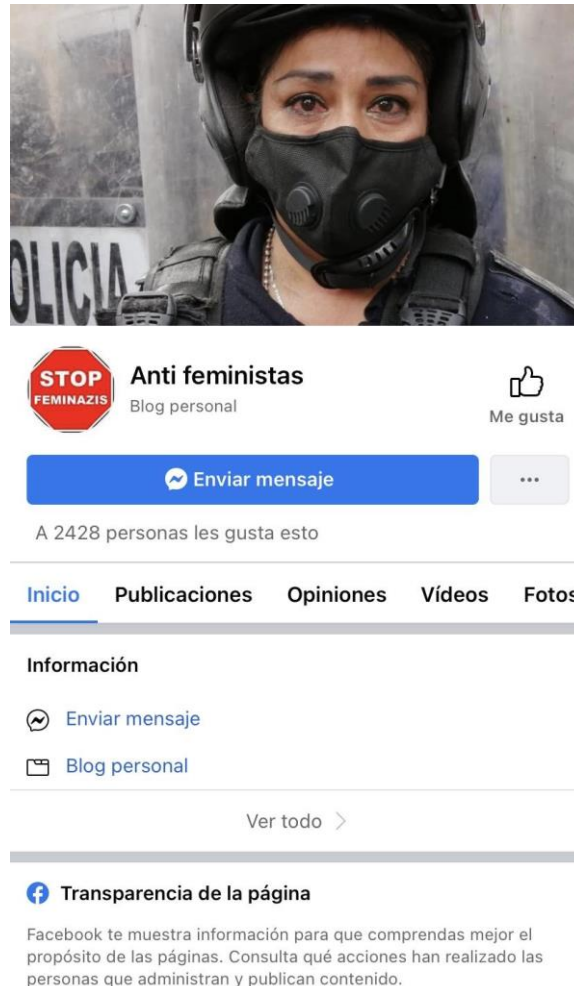 OLICIA
STOP
FEMINAZIS
Anti feministas
Blog personal
Me gusta
Enviar mensaje
A 2428 personas les gusta esto
Inicio Publicaciones Opiniones Vídeos Fotos
Información
Enviar mensaje
Blog personal
Ver todo
Transparencia de la página
Facebook te muestra información para que comprendas mejor el
propósito de las páginas. Consulta qué acciones han realizado las
personas que administran y publican contenido.